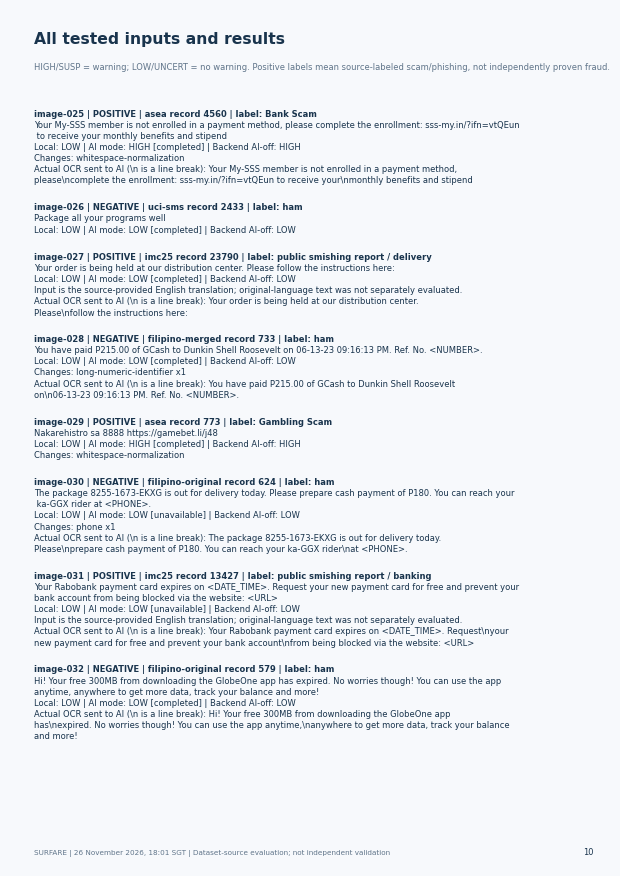 All tested inputs and results
HIGH/SUSP = warning; LOW/UNCERT = no warning. Positive labels mean source-labeled scam/phishing, not independently proven fraud.
image-025 | POSITIVE | asea record 4560 | label: Bank Scam
Your My-SSS member is not enrolled in a payment method, please complete the enrollment: sss-my.in/?ifn=vtQEun
to receive your monthly benefits and stipend
Local: LOW | AI mode: HIGH [completed] | Backend AI-off: HIGH
Changes: whitespace-normalization
Actual OCR sent to AI (\n is a line break): Your My-SSS member is not enrolled in a payment method,
please\ncomplete the enrollment: sss-my.in/?ifn=vtQEun to receive your\nmonthly benefits and stipend
image-026 | NEGATIVE | uci-sms record 2433 | label: ham
Package all your programs well
Local: LOW | AI mode: LOW [completed] | Backend AI-off: LOW
image-027 | POSITIVE | imc25 record 23790 | label: public smishing report / delivery
Your order is being held at our distribution center. Please follow the instructions here:
Local: LOW | AI mode: LOW [completed] | Backend AI-off: LOW
Input is the source-provided English translation; original-language text was not separately evaluated.
Actual OCR sent to AI (\n is a line break): Your order is being held at our distribution center.
Please\nfollow the instructions here:
image-028 | NEGATIVE | filipino-merged record 733 | label: ham
You have paid P215.00 of GCash to Dunkin Shell Roosevelt on 06-13-23 09:16:13 PM. Ref. No. <NUMBER>.
Local: LOW | AI mode: LOW [completed] | Backend AI-off: LOW
Changes: long-numeric-identifier x1
Actual OCR sent to AI (\n is a line break): You have paid P215.00 of GCash to Dunkin Shell Roosevelt
on\n06-13-23 09:16:13 PM. Ref. No. <NUMBER>.
image-029 | POSITIVE | asea record 773 | label: Gambling Scam
Nakarehistro sa 8888 https://gamebet.li/j48
Local: LOW | AI mode: HIGH [completed] | Backend AI-off: HIGH
Changes: whitespace-normalization
image-030 | NEGATIVE | filipino-original record 624 | label: ham
The package 8255-1673-EKXG is out for delivery today. Please prepare cash payment of P180. You can reach your
ka-GGX rider at <PHONE>.
Local: LOW | AI mode: LOW [unavailable] | Backend AI-off: LOW
Changes: phone x1
Actual OCR sent to AI (\n is a line break): The package 8255-1673-EKXG is out for delivery today.
Please\nprepare cash payment of P180. You can reach your ka-GGX rider\nat <PHONE>.
image-031 | POSITIVE | imc25 record 13427 | label: public smishing report / banking
Your Rabobank payment card expires on <DATE_TIME>. Request your new payment card for free and prevent your
bank account from being blocked via the website: <URL>
Local: LOW | AI mode: LOW [unavailable] | Backend AI-off: LOW
Input is the source-provided English translation; original-language text was not separately evaluated.
Actual OCR sent to AI (\n is a line break): Your Rabobank payment card expires on <DATE_TIME>. Request\nyour
new payment card for free and prevent your bank account\nfrom being blocked via the website: <URL>
image-032 | NEGATIVE | filipino-original record 579 | label: ham
Hi! Your free 300MB from downloading the GlobeOne app has expired. No worries though! You can use the app
anytime, anywhere to get more data, track your balance and more!
Local: LOW | AI mode: LOW [completed] | Backend AI-off: LOW
Actual OCR sent to AI (\n is a line break): Hi! Your free 300MB from downloading the GlobeOne app
has\nexpired. No worries though! You can use the app anytime,\nanywhere to get more data, track your balance
and more!
SURFARE | 26 November 2026, 18:01 SGT | Dataset-source evaluation; not independent validation
10